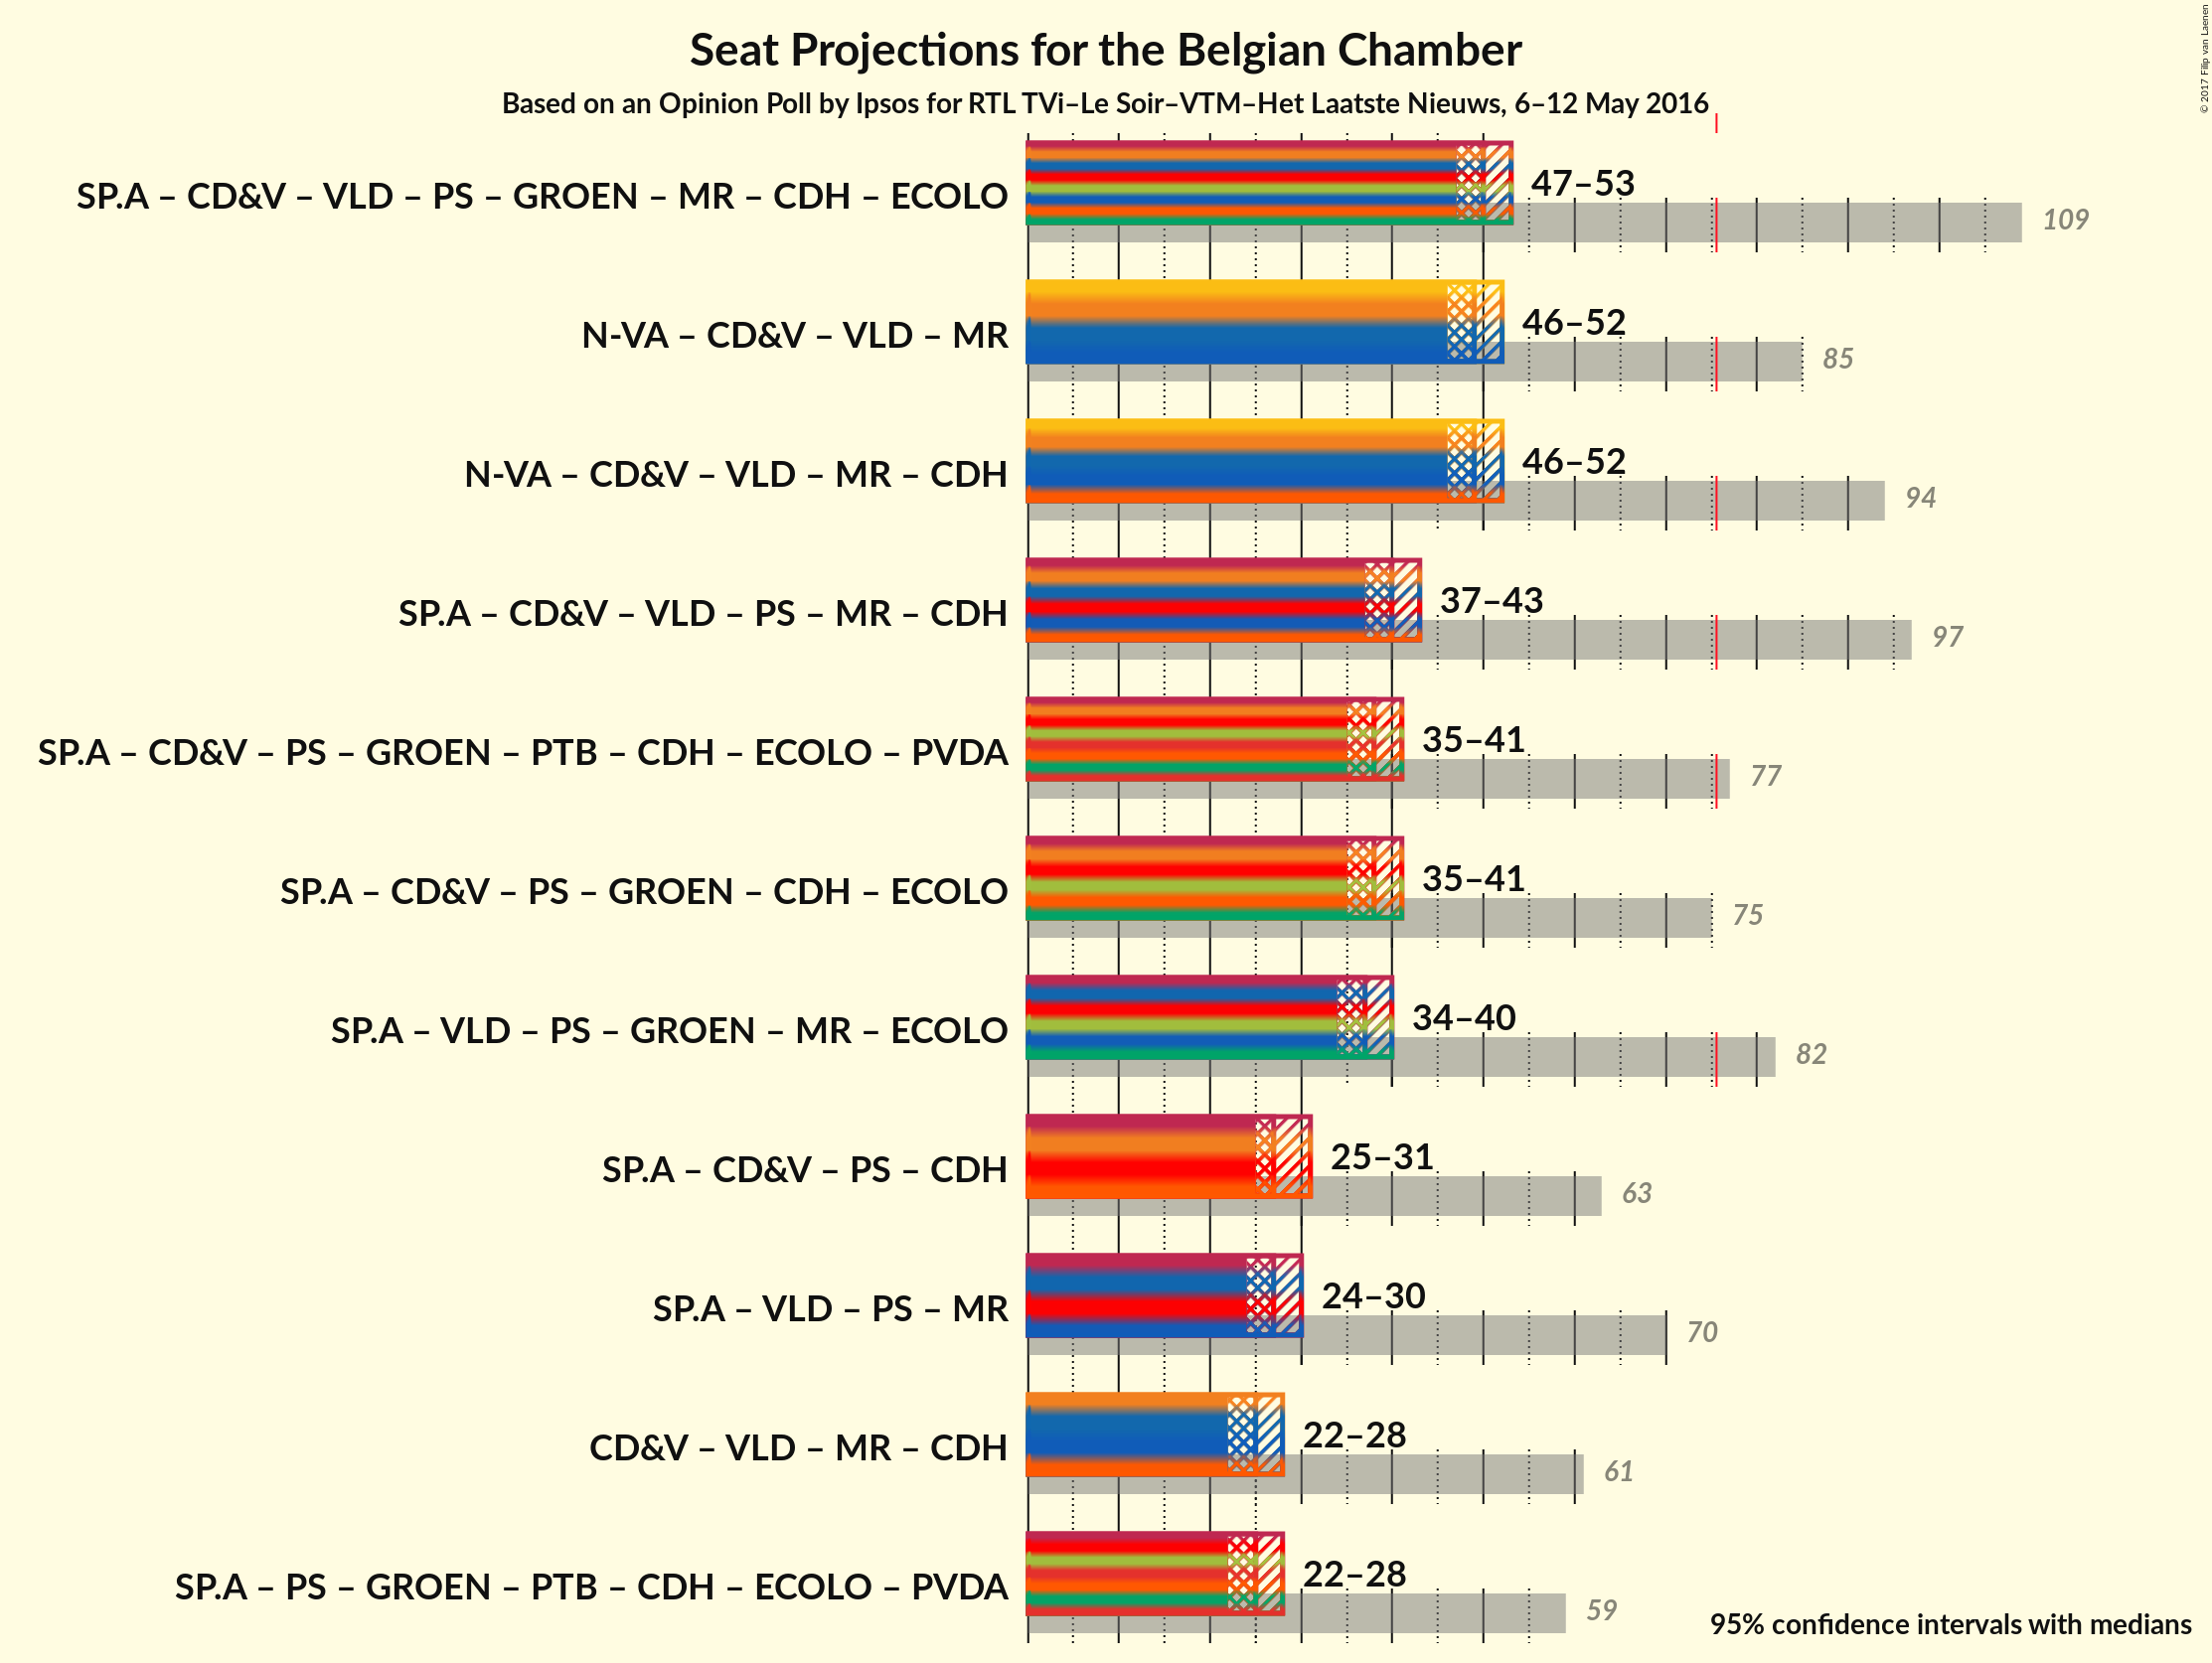 Seat Projections for the Belgian Chamber
Based on an Opinion Poll by Ipsos for RTL TVi–Le Soir–VTM–Het Laatste Nieuws, 6–12 May 2016
© 2017 Filip van Laenen
SP.A – CD&V – VLD – PS – GROEN – MR – CDH – ECOLO
47–53
109
N-VA – CD&V – VLD – MR
46–52
85
N-VA – CD&V – VLD – MR – CDH
46–52
94
SP.A – CD&V – VLD – PS – MR – CDH
37–43
97
SP.A – CD&V – PS – GROEN – PTB – CDH – ECOLO – PVDA
35–41
77
SP.A – CD&V – PS – GROEN – CDH – ECOLO
35–41
75
SP.A – VLD – PS – GROEN – MR – ECOLO
34–40
82
SP.A – CD&V – PS – CDH
25–31
63
SP.A – VLD – PS – MR
24–30
70
CD&V – VLD – MR – CDH
22–28
61
SP.A – PS – GROEN – PTB – CDH – ECOLO – PVDA
22–28
59
95% confidence intervals with medians